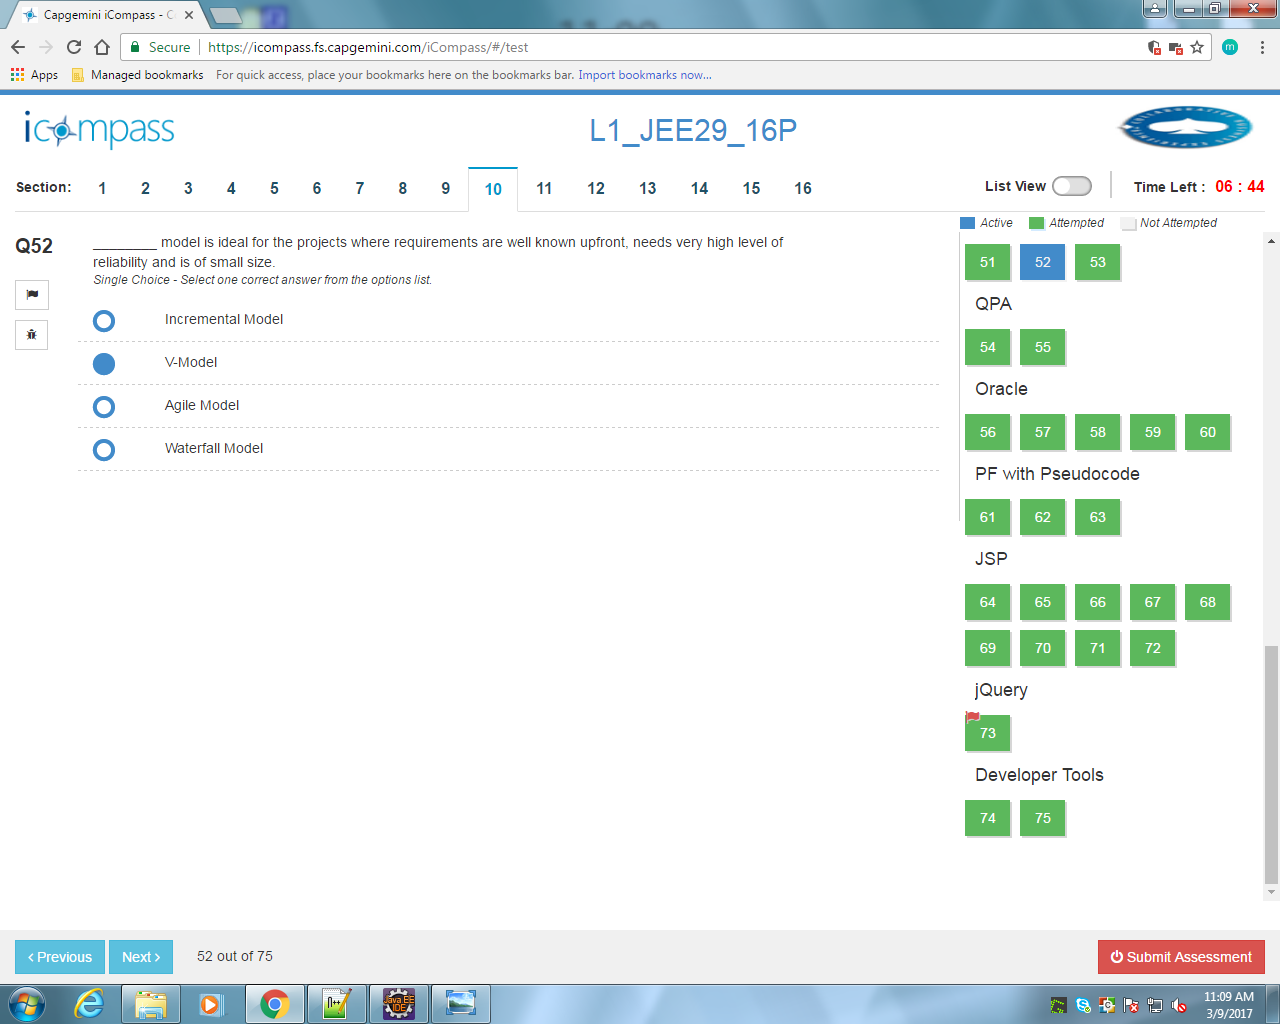 Capgemini iCompass - C
Secure https://icompass.fs.capgemini.com/iCompass/#/test
m
Apps Managed bookmarks For quick access, place your bookmarks here on the bookmarks bar. Import bookmarks now...
icompass
L1_JEE29_16P
Section: 1 2 3 4 5 6 7 8 9 10 11 12 13 14 15 16
List View Time Left : 06 : 44
Active Attempted Not Attempted
Q52
________ model is ideal for the projects where requirements are well known upfront, needs very high level of
reliability and is of small size.
Single Choice - Select one correct answer from the options list.
Incremental Model
V-Model
Agile Model
Waterfall Model
51 52 53
QPA
54 55
Oracle
56 57 58 59 60
PF with Pseudocode
61 62 63
JSP
64 65 66 67 68
69 70 71 72
jQuery
73
Developer Tools
74 75
‹ Previous Next › 52 out of 75
Submit Assessment
Java EE
IDE
11:09 AM
3/9/2017